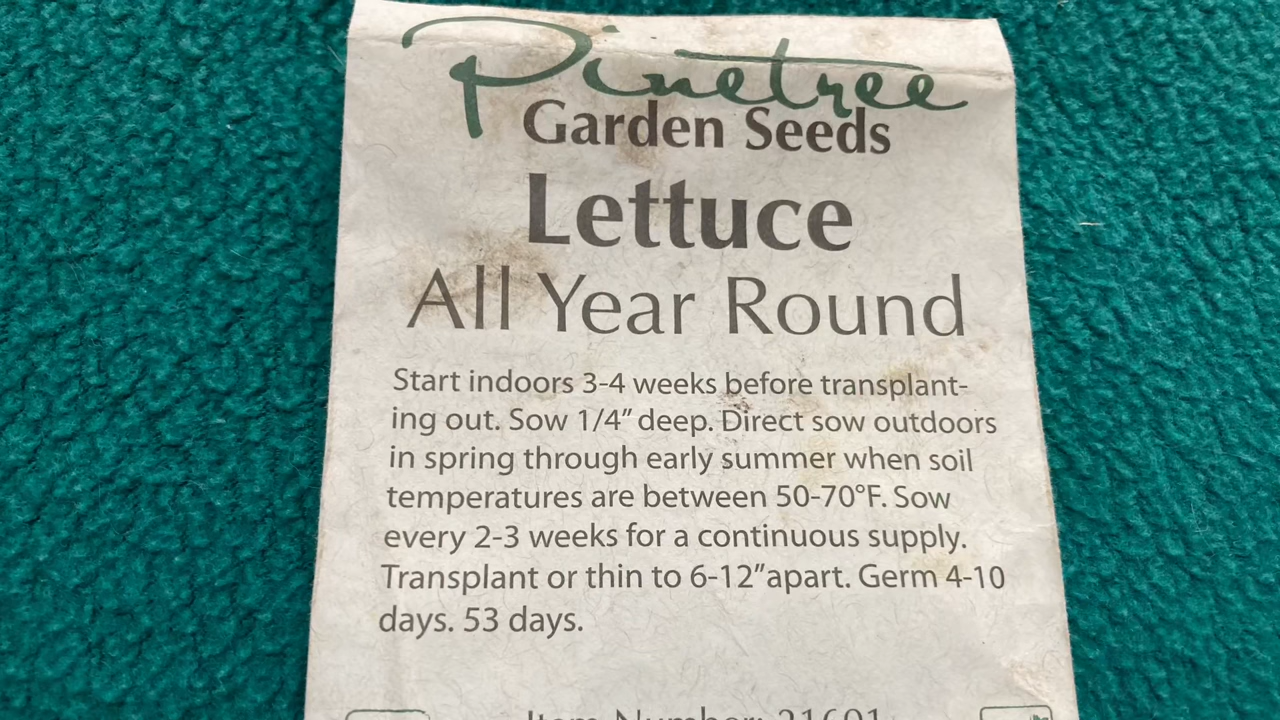 Pinetree
Garden Seeds
Lettuce
All Year Round
Start indoors 3-4 weeks before transplant-
ing out. Sow 1/4” deep. Direct sow outdoors
in spring through early summer when soil
temperatures are between 50-70°F. Sow
every 2-3 weeks for a continuous supply.
Transplant or thin to 6-12”apart. Germ 4-10
days. 53 days.
Item Number: